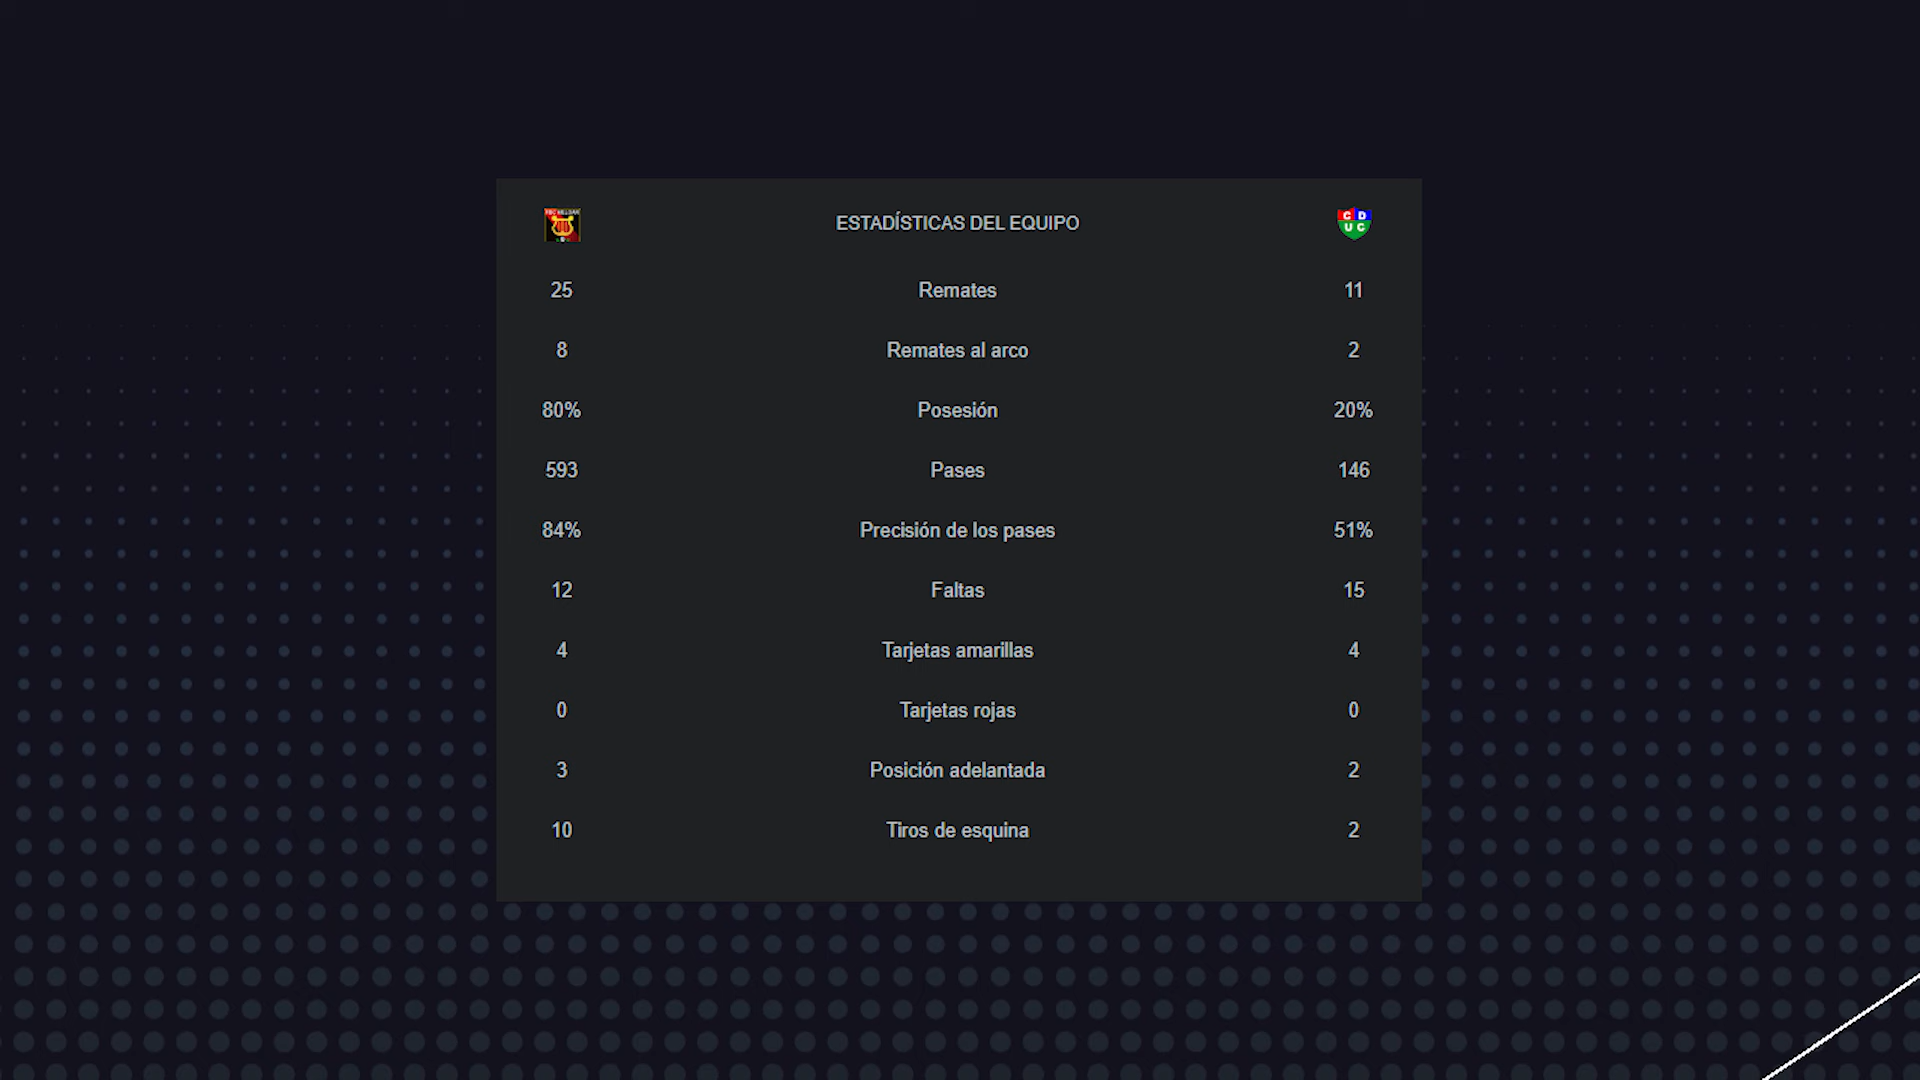 ESTADÍSTICAS DEL EQUIPO
C D
U C
25 Remates 11
8 Remates al arco 2
80% Posesión 20%
593 Pases 146
84% Precisión de los pases 51%
12 Faltas 15
4 Tarjetas amarillas 4
0 Tarjetas rojas 0
3 Posición adelantada 2
10 Tiros de esquina 2